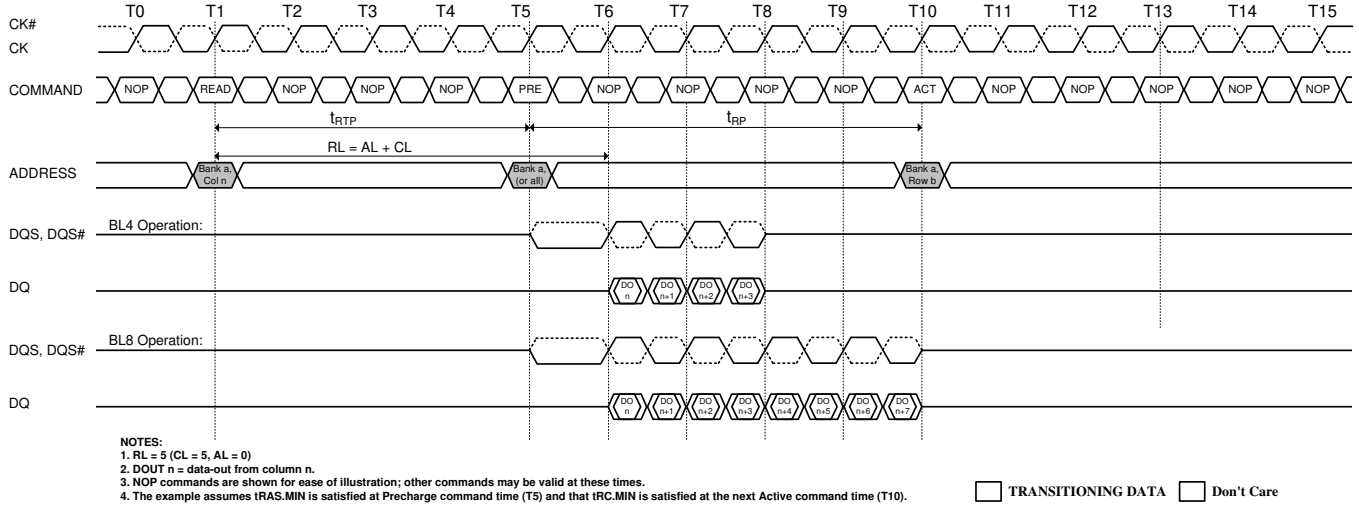 T0 T1 T2 T3 T4 T5 T6 T7 T8 T9 T10 T11 T12 T13 T14 T15
CK#
CK
COMMAND NOP READ NOP NOP NOP PRE NOP NOP NOP NOP ACT NOP NOP NOP NOP NOP
tRTP tRP
RL = AL + CL
ADDRESS
Bank a, Col n
Bank a, (or all)
Bank a, Row b
BL4 Operation:
DQS, DQS#
DQ
DO n DO n+1 DO n+2 DO n+3
BL8 Operation:
DQS, DQS#
DQ
DO n DO n+1 DO n+2 DO n+3 DO n+4 DO n+5 DO n+6 DO n+7
NOTES:
1. RL = 5 (CL = 5, AL = 0)
2. DOUT n = data-out from column n.
3. NOP commands are shown for ease of illustration; other commands may be valid at these times.
4. The example assumes tRAS.MIN is satisfied at Precharge command time (T5) and that tRC.MIN is satisfied at the next Active command time (T10).
TRANSITIONING DATA Don't Care